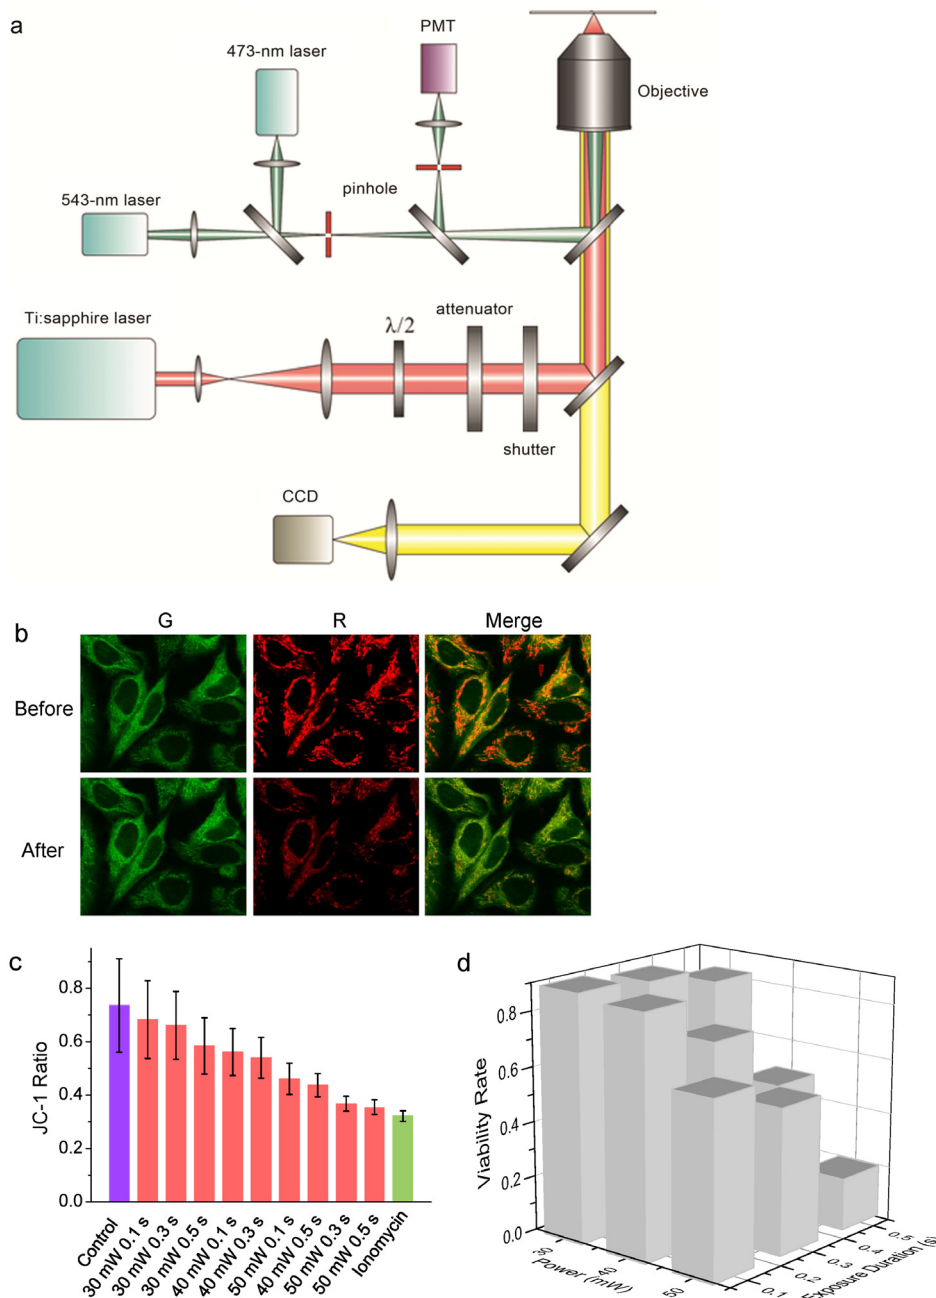 a
PMT
473-nm laser
Objective
pinhole
543-nm laser
Ti:sapphire laser
attenuator
λ/2
shutter
CCD
b
G R Merge
Before
After
c
JC-1 Ratio
0.8
0.6
0.4
0.2
0.0
Control
30 mW 0.1 s
30 mW 0.3 s
30 mW 0.5 s
40 mW 0.1 s
40 mW 0.3 s
50 mW 0.1 s
40 mW 0.5 s
50 mW 0.3 s
50 mW 0.5 s
Ionomycin
d
Viability Rate
0.8
0.6
0.4
0.2
0.0
30
40
50
Power (mW)
0.1
0.2
0.3
0.4
0.5
Exposure Duration (s)